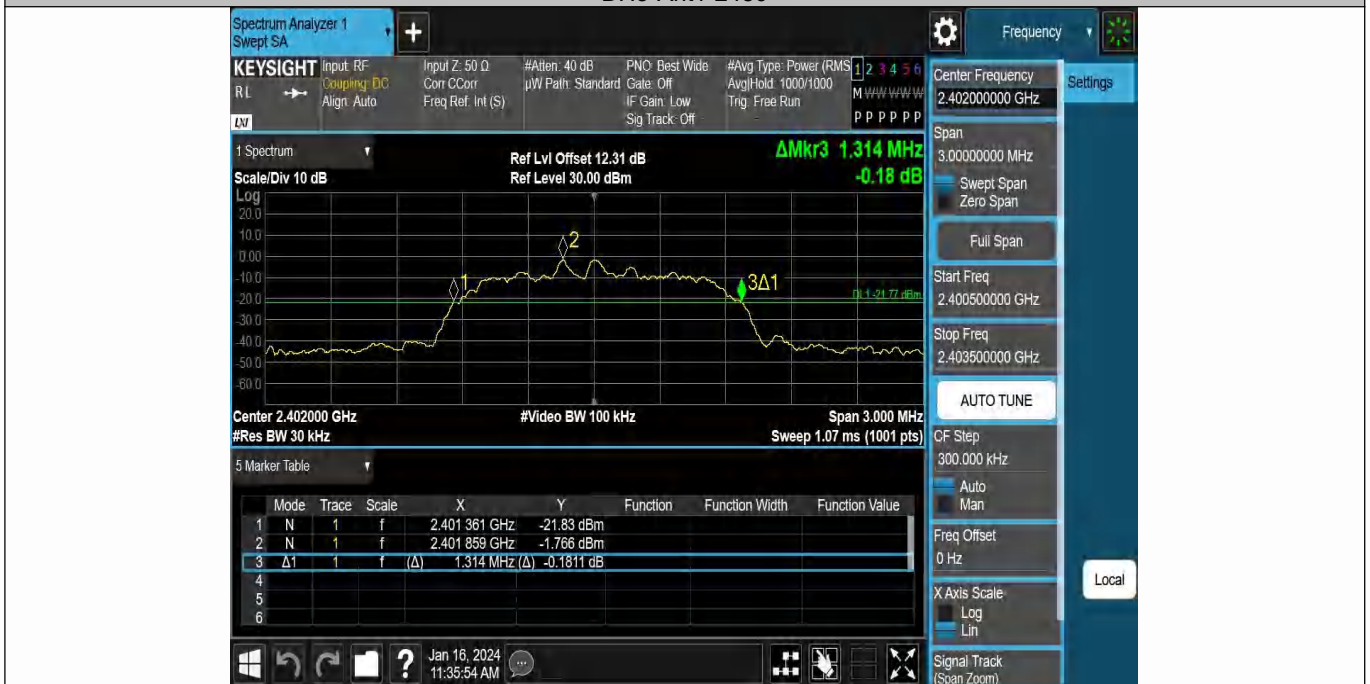 Spectrum Analyzer 1
Swept SA
+
Frequency
KEYSIGHT
RL
LXI
Input: RF
Coupling: DC
Align: Auto
Input Z: 50 Ω
Corr CCorr
Freq Ref: Int (S)
#Atten: 40 dB
µW Path: Standard
PNO: Best Wide
Gate: Off
IF Gain: Low
Sig Track: Off
#Avg Type: Power (RMS
Avg|Hold: 1000/1000
Trig: Free Run
1 2 3 4 5 6
M W W W W W
P P P P P P
1 Spectrum
Scale/Div 10 dB
Ref Lvl Offset 12.31 dB
Ref Level 30.00 dBm
ΔMkr3 1.314 MHz
-0.18 dB
Log
20.0
10.0
0.00
-10.0
-20.0
-30.0
-40.0
-50.0
-60.0
1
2
3Δ1
DL1 -21.77 dBm
Center 2.402000 GHz
#Video BW 100 kHz
Span 3.000 MHz
#Res BW 30 kHz
Sweep 1.07 ms (1001 pts)
5 Marker Table
Mode Trace Scale X Y Function Function Width Function Value
1 N 1 f 2.401 361 GHz -21.83 dBm
2 N 1 f 2.401 859 GHz -1.766 dBm
3 Δ1 1 f (Δ) 1.314 MHz (Δ) -0.1811 dB
4
5
6
?
Jan 16, 2024
11:35:54 AM
Center Frequency
2.402000000 GHz
Settings
Span
3.00000000 MHz
Swept Span
Zero Span
Full Span
Start Freq
2.400500000 GHz
Stop Freq
2.403500000 GHz
AUTO TUNE
CF Step
300.000 kHz
Auto
Man
Freq Offset
0 Hz
X Axis Scale
Log
Lin
Local
Signal Track
(Span Zoom)